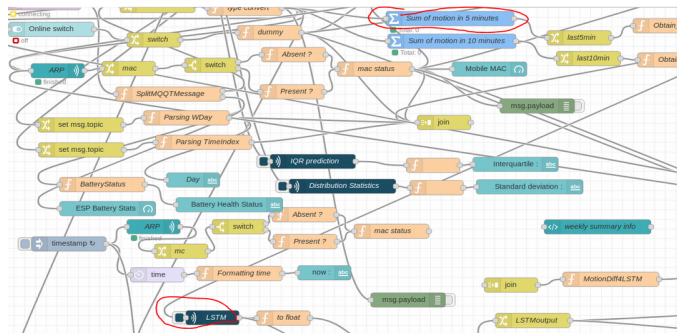 connecting
type convert
Sum of motion in 5 minutes
Total: 0
Online switch
off
switch
dummy
Sum of motion in 10 minutes
Total: 0
last5min
Obtain
Absent ?
last10min
Obtai
ARP
finished
mac
switch
mac status
Mobile MAC
SplitMQQTMessage
Present ?
msg.payload
set msg.topic
Parsing WDay
join
set msg.topic
Parsing TimeIndex
IQR prediction
Interquartile :
abc
BatteryStatus
Day
abc
Distribution Statistics
Standard deviation :
abc
ESP Battery Stats
Battery Health Status
abc
Absent ?
ARP
finished
switch
mac status
weekly summary info
timestamp ↻
mc
Present ?
time
Formatting time
now :
abc
join
MotionDiff4LSTM
msg.payload
LSTM
to float
LSTMoutput